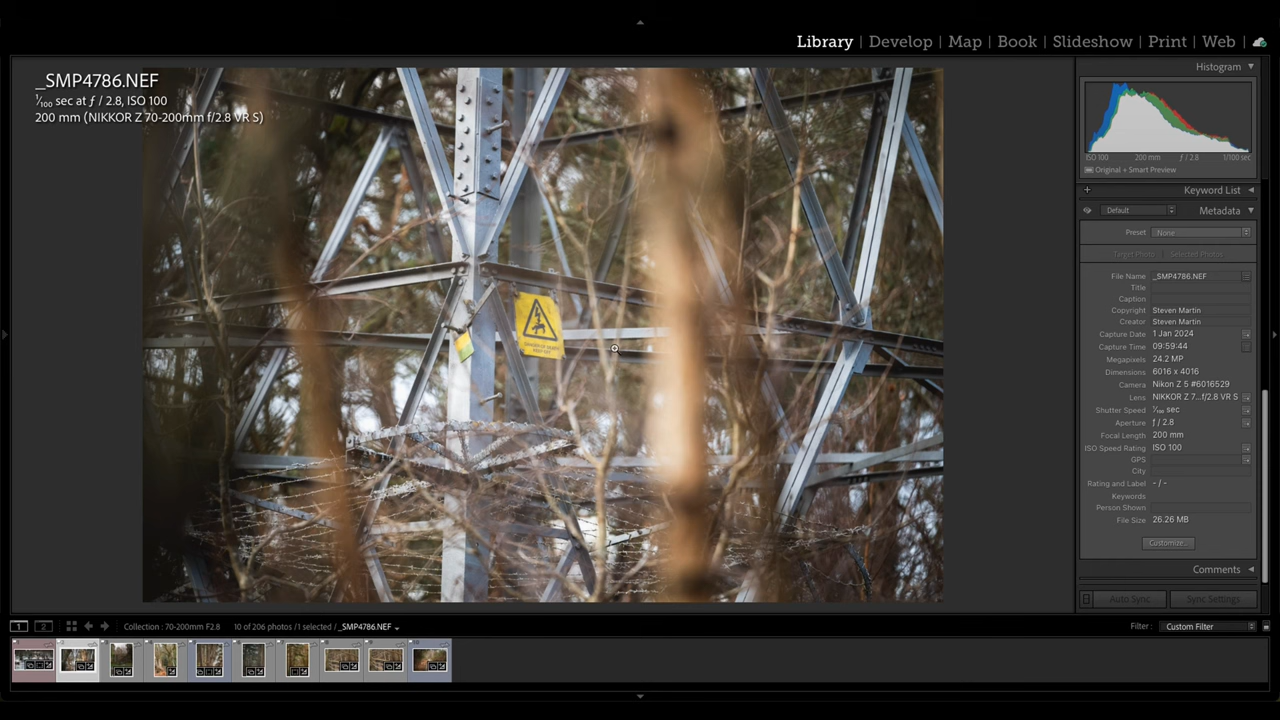 Library | Develop | Map | Book | Slideshow | Print | Web
_SMP4786.NEF
1/100 sec at ƒ / 2.8, ISO 100
200 mm (NIKKOR Z 70-200mm f/2.8 VR S)
Histogram
ISO 100 200 mm ƒ / 2.8 1/100 sec
Original + Smart Preview
Keyword List
Default Metadata
Preset None
Target Photo Selected Photos
File Name _SMP4786.NEF
Title
Caption
Copyright Steven Martin
Creator Steven Martin
Capture Date 1 Jan 2024
Capture Time 09:59:44
Megapixels 24.2 MP
Dimensions 6016 x 4016
Camera Nikon Z 5 #6016529
Lens NIKKOR Z 7...f/2.8 VR S
Shutter Speed 1/100 sec
Aperture ƒ / 2.8
Focal Length 200 mm
ISO Speed Rating ISO 100
GPS
City
Rating and Label - / -
Keywords
Person Shown
File Size 26.26 MB
Customize...
Comments
Auto Sync Sync Settings
1 2 Collection : 70-200mm F2.8 10 of 206 photos / 1 selected / _SMP4786.NEF Filter : Custom Filter